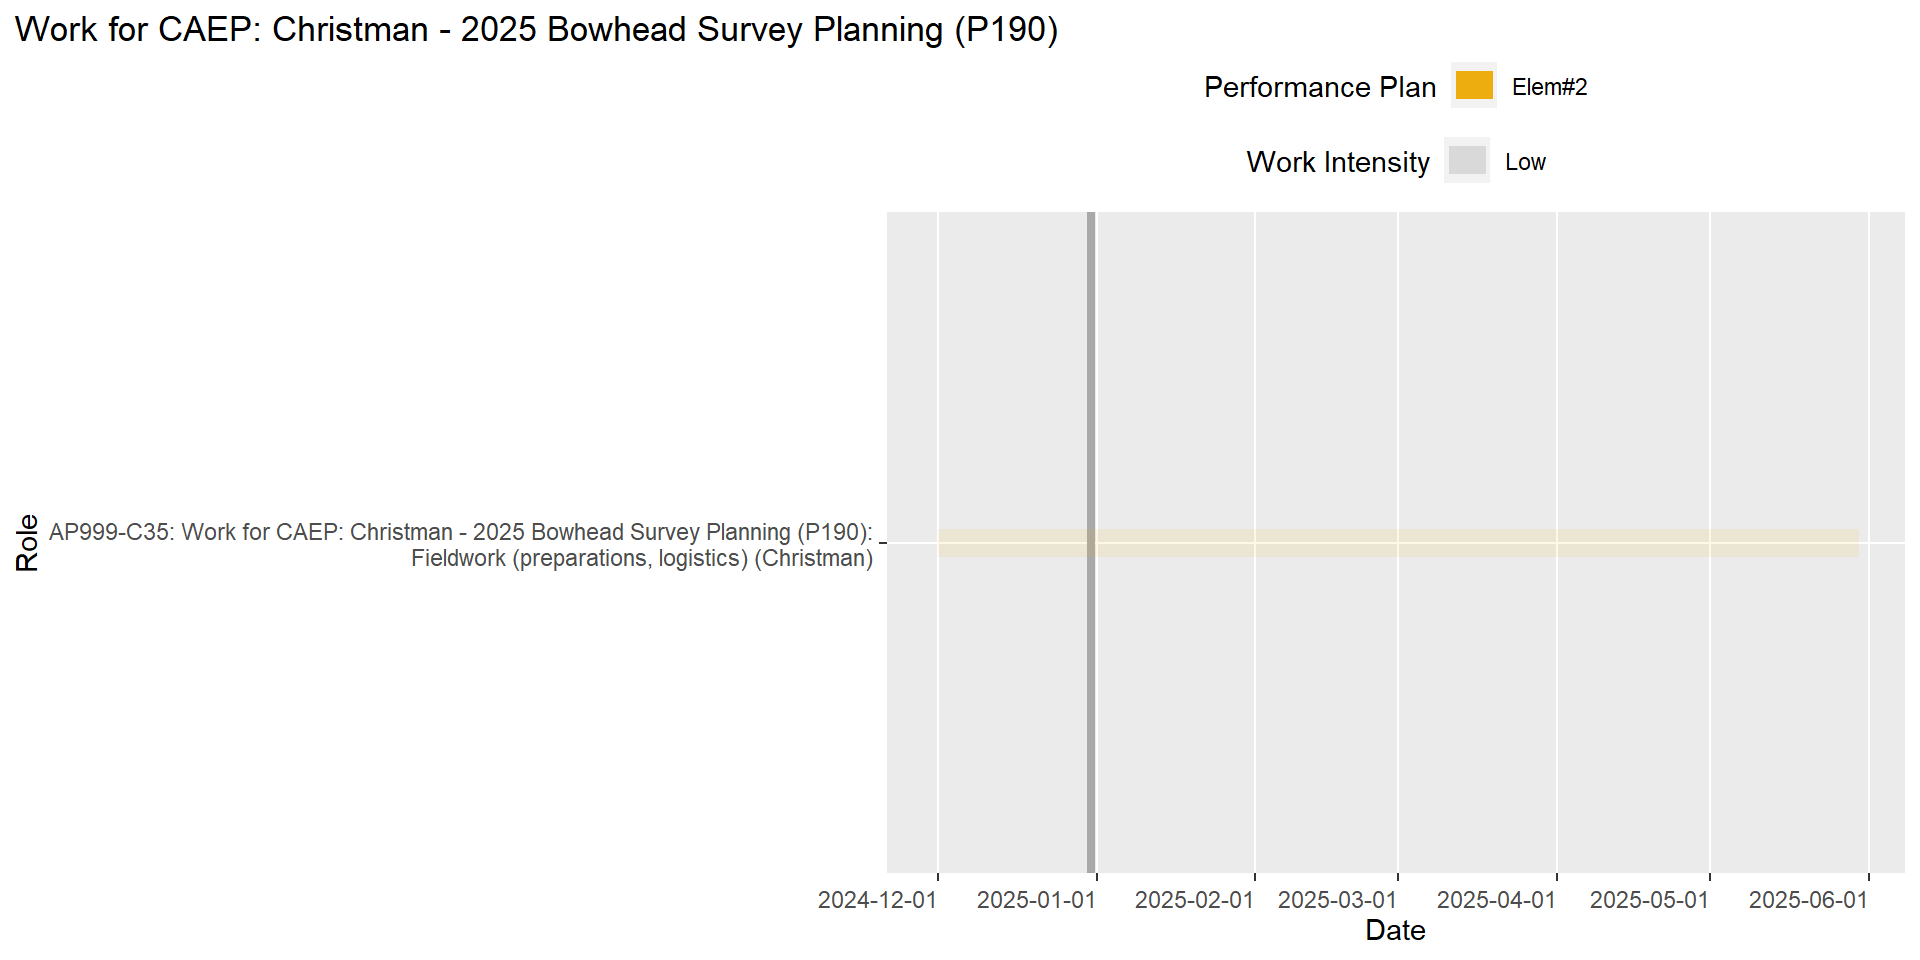 Work for CAEP: Christman - 2025 Bowhead Survey Planning (P190)
Performance Plan Elem#2
Work Intensity Low
Role
AP999-C35: Work for CAEP: Christman - 2025 Bowhead Survey Planning (P190):
Fieldwork (preparations, logistics) (Christman)
2024-12-01 2025-01-01 2025-02-01 2025-03-01 2025-04-01 2025-05-01 2025-06-01
Date